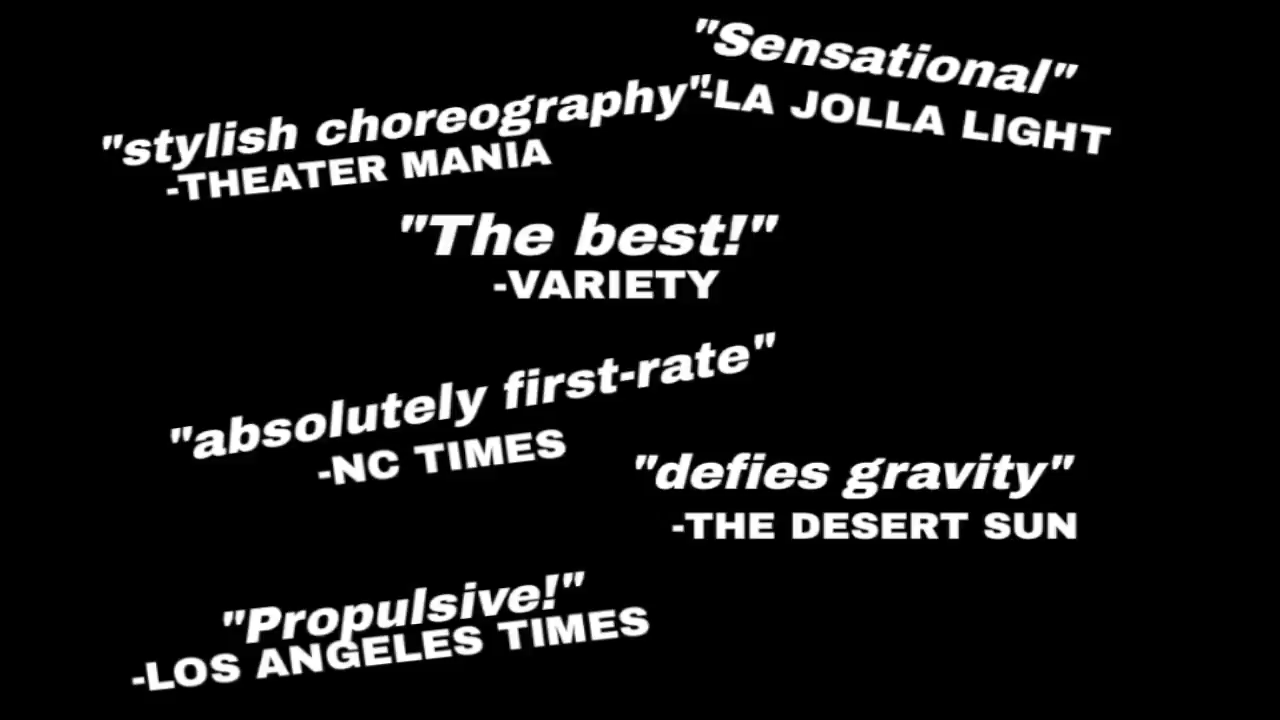 "Sensational"
-LA JOLLA LIGHT
"stylish choreography"
-THEATER MANIA
"The best!"
-VARIETY
"absolutely first-rate"
-NC TIMES
"defies gravity"
-THE DESERT SUN
"Propulsive!"
-LOS ANGELES TIMES